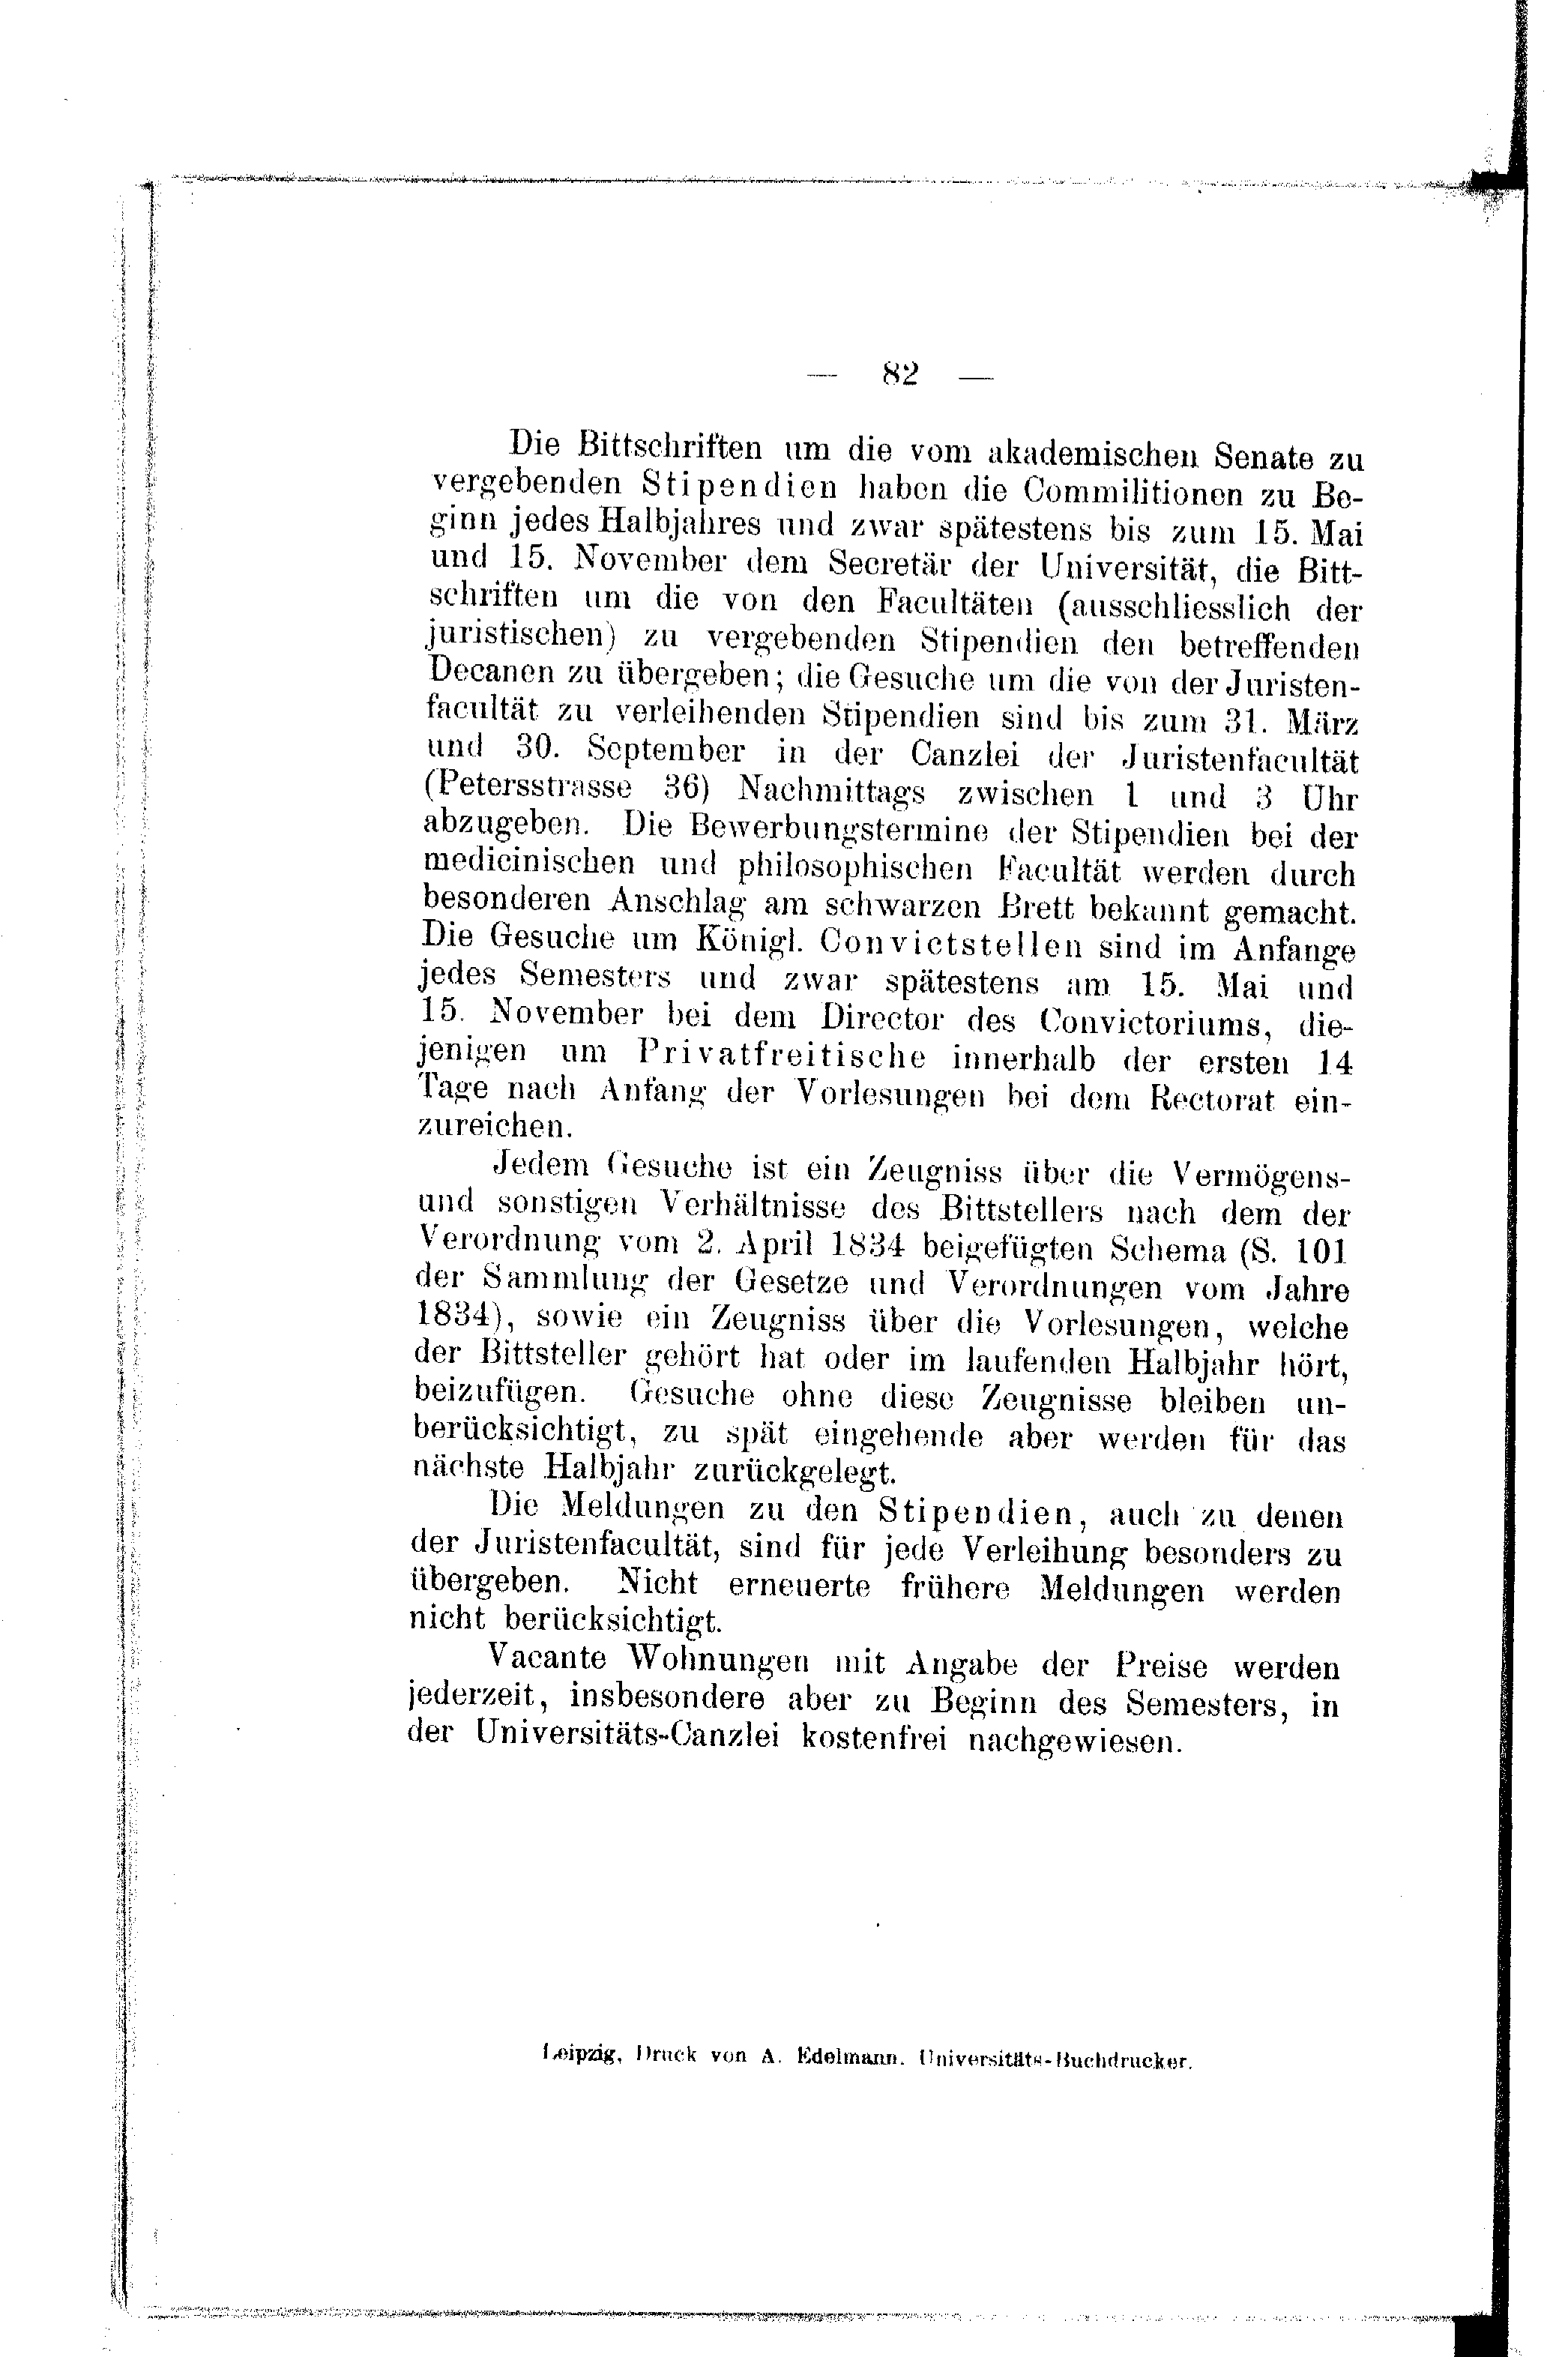 — 82 —
Die Bittschriften um die vom akademischen Senate zu
vergebenden Stipendien haben die Commilitionen zu Be-
ginn jedes Halbjahres und zwar spätestens bis zum 15. Mai
und 15. November dem Secretär der Universität, die Bitt-
schriften um die von den Facultäten (ausschliesslich der
juristischen) zu vergebenden Stipendien den betreffenden
Decanen zu übergeben; die Gesuche um die von der Juristen-
facultät zu verleihenden Stipendien sind bis zum 31. März
und 30. September in der Canzlei der Juristenfacultät
(Petersstrasse 36) Nachmittags zwischen 1 und 3 Uhr
abzugeben. Die Bewerbungstermine der Stipendien bei der
medicinischen und philosophischen Facultät werden durch
besonderen Anschlag am schwarzen Brett bekannt gemacht.
Die Gesuche um Königl. Convictstellen sind im Anfange
jedes Semesters und zwar spätestens am 15. Mai und
15. November bei dem Director des Convictoriums, die-
jenigen um Privatfreitische innerhalb der ersten 14
Tage nach Anfang der Vorlesungen bei dem Rectorat ein-
zureichen.
Jedem Gesuche ist ein Zeugniss über die Vermögens-
und sonstigen Verhältnisse des Bittstellers nach dem der
Verordnung vom 2. April 1834 beigefügten Schema (S. 101
der Sammlung der Gesetze und Verordnungen vom Jahre
1834), sowie ein Zeugniss über die Vorlesungen, welche
der Bittsteller gehört hat oder im laufenden Halbjahr hört,
beizufügen. Gesuche ohne diese Zeugnisse bleiben un-
berücksichtigt, zu spät eingehende aber werden für das
nächste Halbjahr zurückgelegt.
Die Meldungen zu den Stipendien, auch zu denen
der Juristenfacultät, sind für jede Verleihung besonders zu
übergeben. Nicht erneuerte frühere Meldungen werden
nicht berücksichtigt.
Vacante Wohnungen mit Angabe der Preise werden
jederzeit, insbesondere aber zu Beginn des Semesters, in
der Universitäts-Canzlei kostenfrei nachgewiesen.
Leipzig, Druck von A. Edelmann. Universitäts-Buchdrucker.